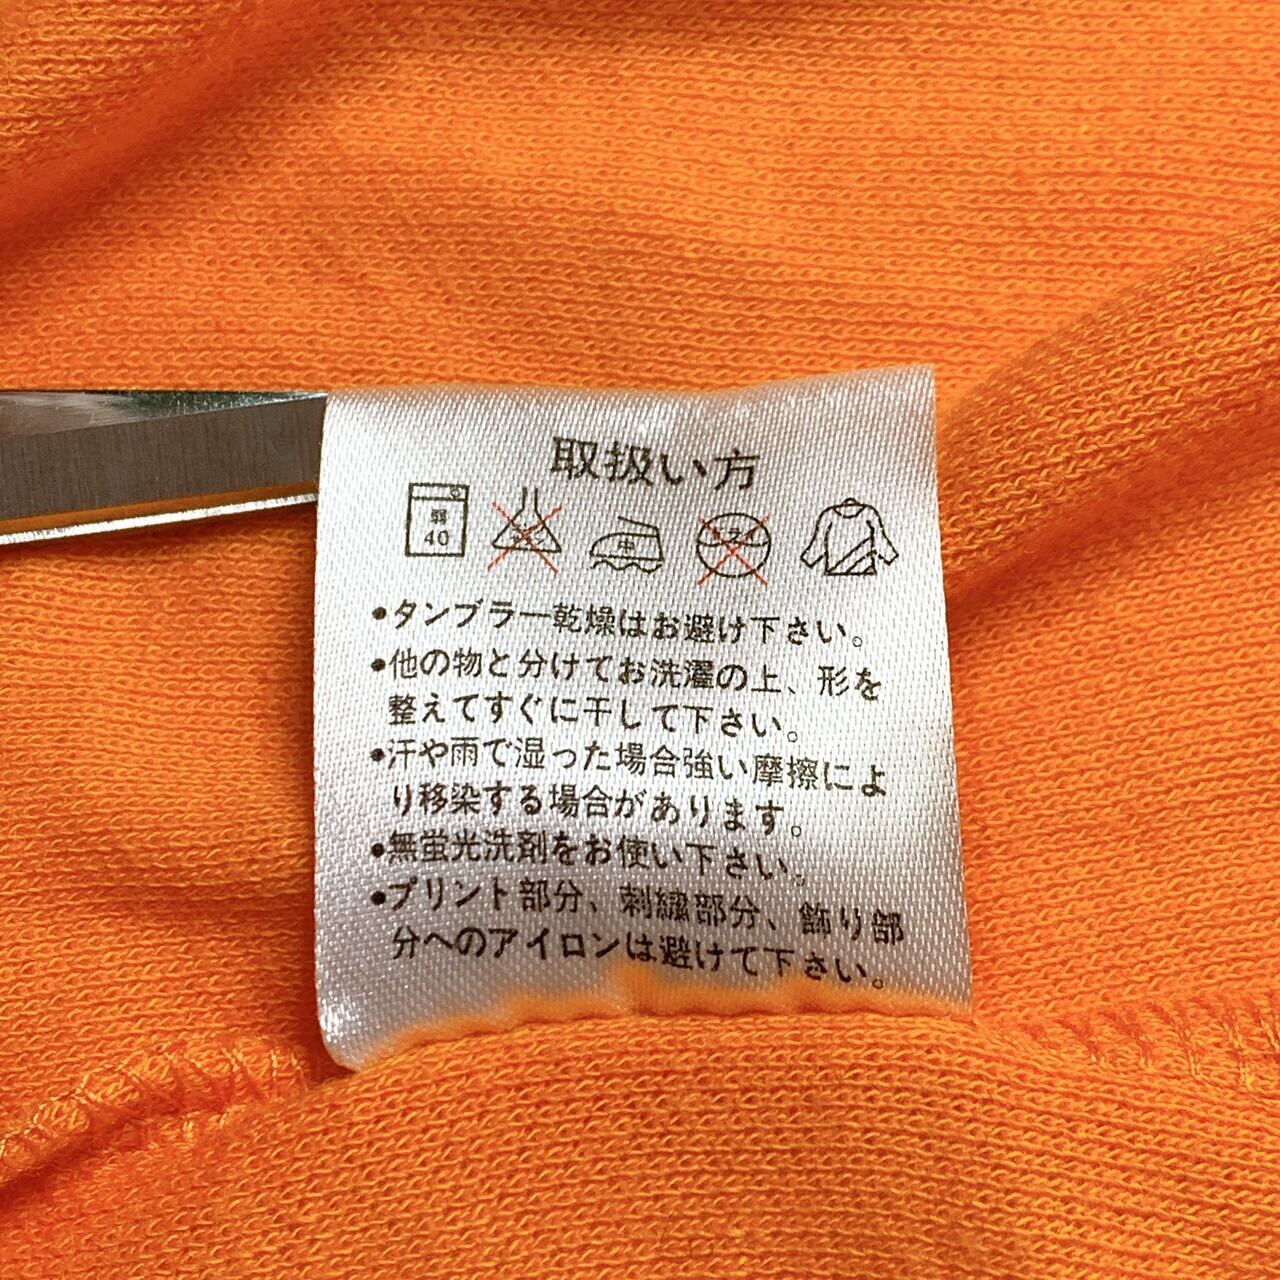 取扱い方
弱
40
中
•タンブラー乾燥はお避け下さい。
•他の物と分けてお洗濯の上、形を
整えてすぐに干して下さい。
•汗や雨で湿った場合強い摩擦によ
り移染する場合があります。
•無蛍光洗剤をお使い下さい。
•プリント部分、刺繍部分、飾り部
分へのアイロンは避けて下さい。